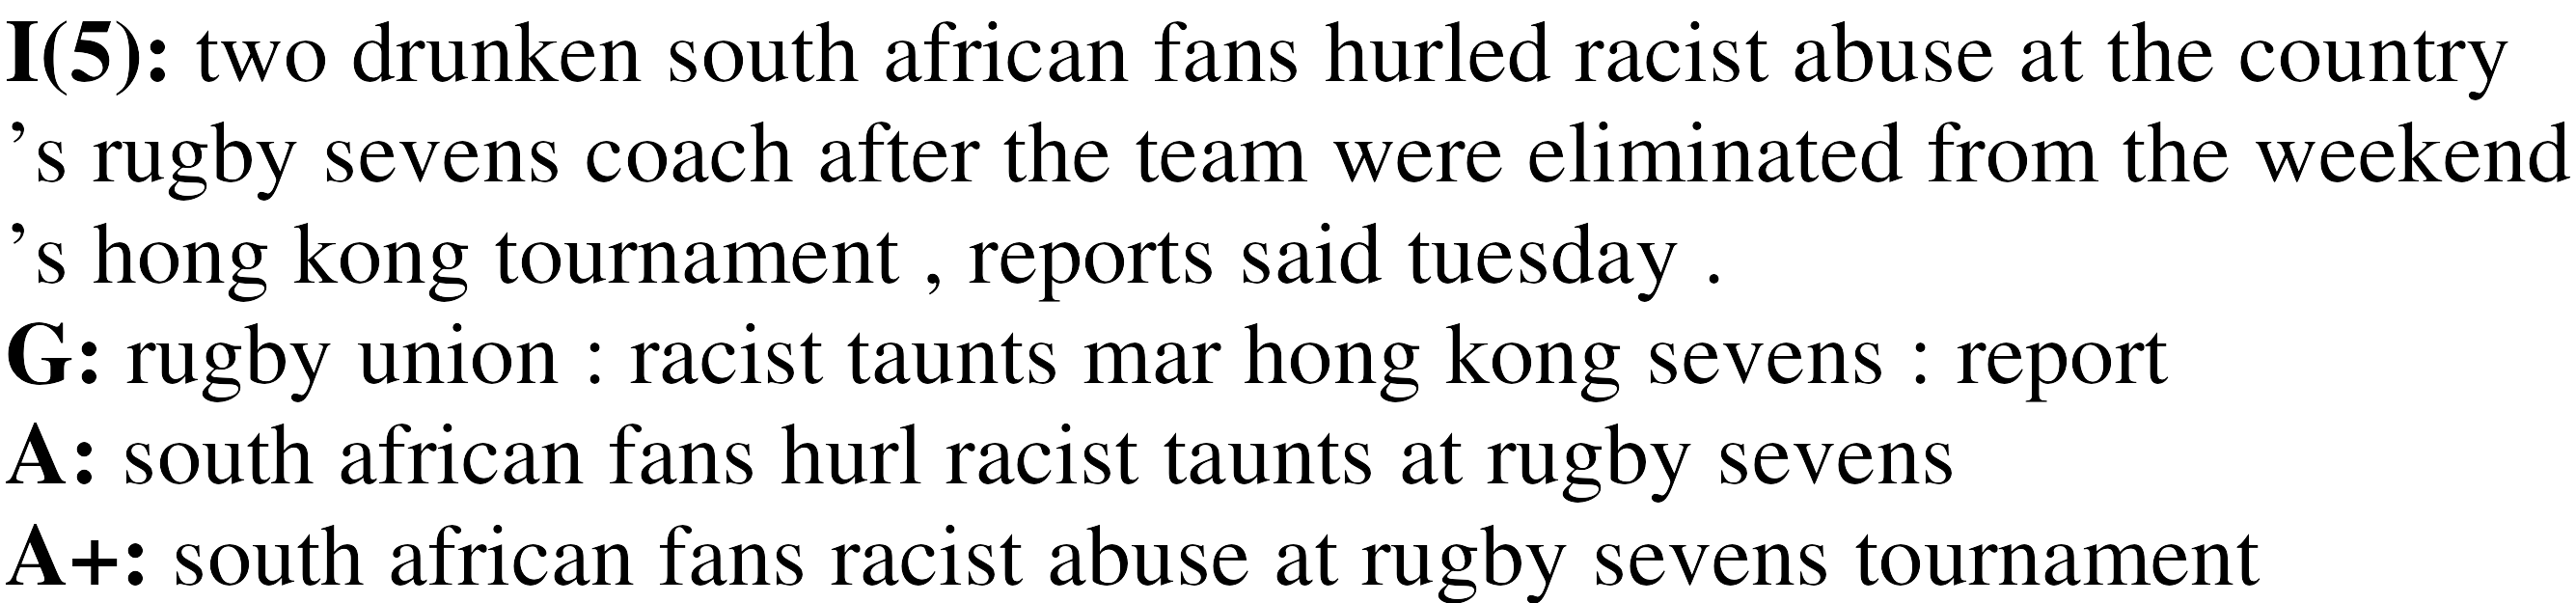 I(5): two drunken south african fans hurled racist abuse at the country
’s rugby sevens coach after the team were eliminated from the weekend
’s hong kong tournament , reports said tuesday .
G: rugby union : racist taunts mar hong kong sevens : report
A: south african fans hurl racist taunts at rugby sevens
A+: south african fans racist abuse at rugby sevens tournament